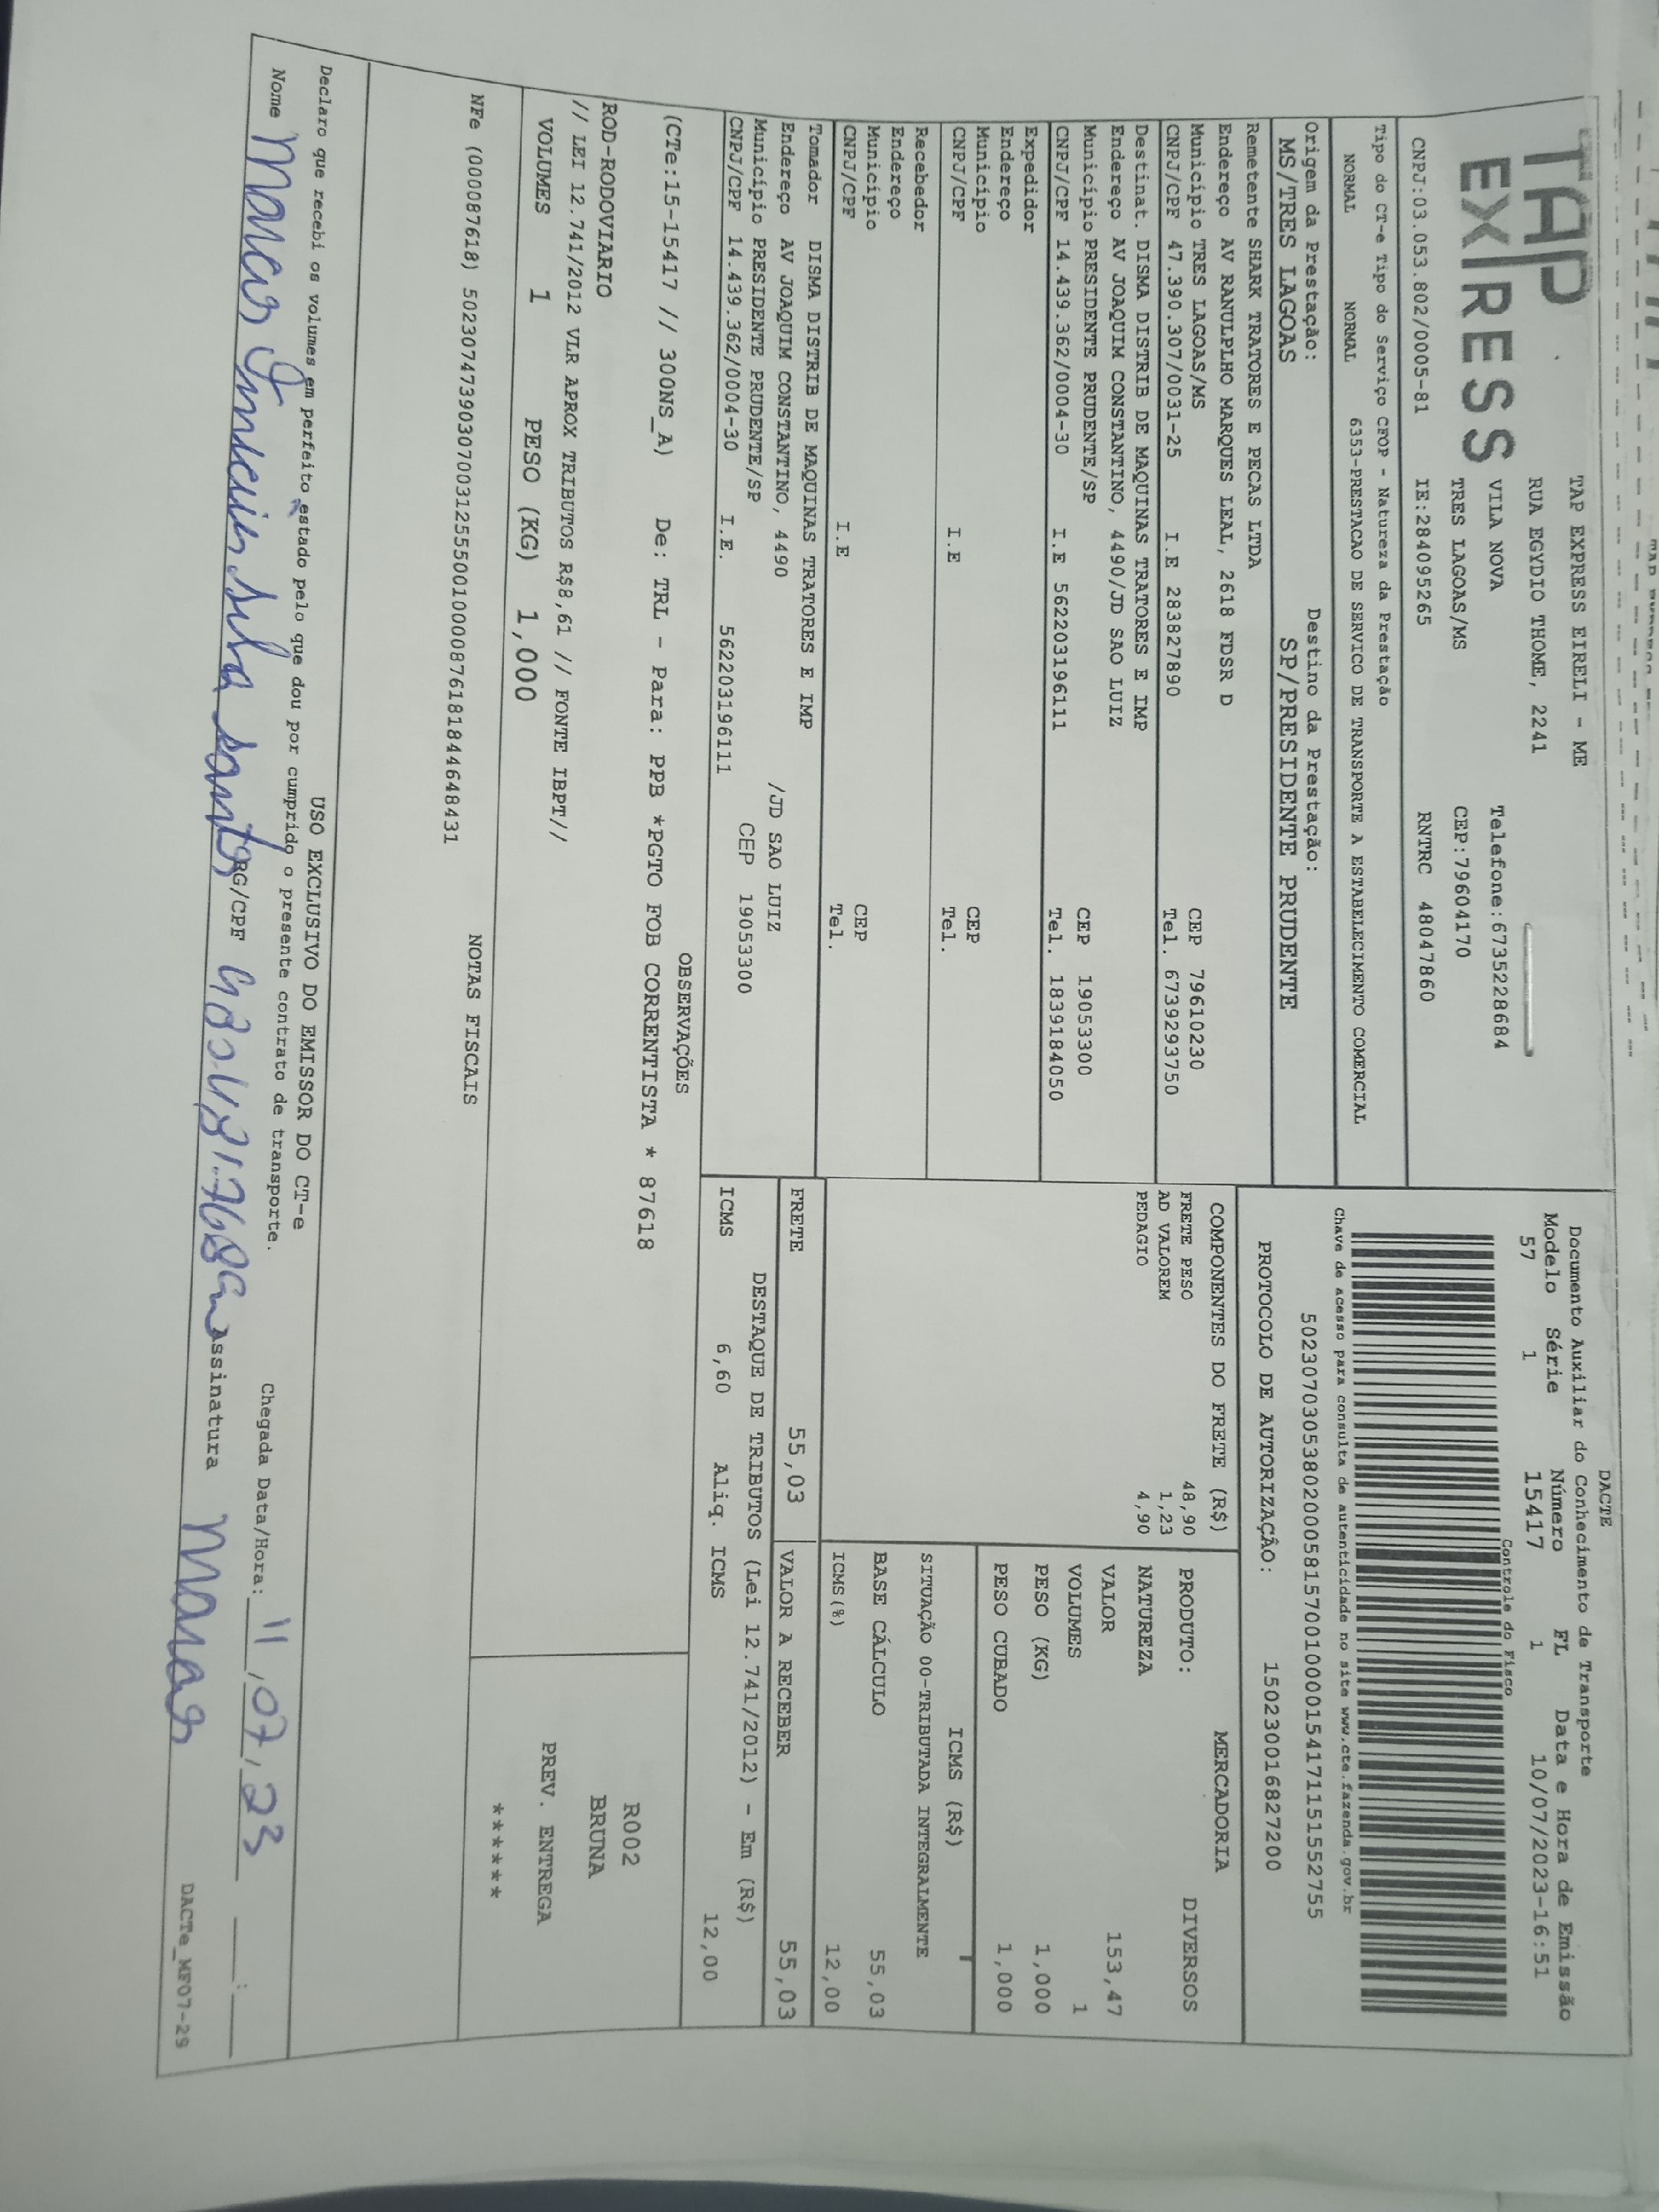 TAP
EXPRESS
TAP EXPRESS EIRELI - ME
RUA EGYDIO THOME, 2241
VILA NOVA Telefone:6735228684
TRES LAGOAS/MS CEP:79604170
CNPJ:03.053.802/0005-81 IE:284095265 RNTRC 48047860
Tipo do CT-e Tipo do Serviço CFOP - Natureza da Prestação
NORMAL NORMAL 6353-PRESTACAO DE SERVICO DE TRANSPORTE A ESTABELECIMENTO COMERCIAL
Origem da Prestação: Destino da Prestação:
MS/TRES LAGOAS SP/PRESIDENTE PRUDENTE
DACTE
Documento Auxiliar do Conhecimento de Transporte
Modelo Série Número FL Data e Hora de Emissão
57 1 15417 1 10/07/2023-16:51
Controle do Fisco
Chave de acesso para consulta de autenticidade no site www.cte.fazenda.gov.br
50230703053802000581570010000154171151552755
PROTOCOLO DE AUTORIZAÇÃO: 150230016827200
Remetente SHARK TRATORES E PECAS LTDA
Endereço AV RANULPLHO MARQUES LEAL, 2618 FDSR D
Município TRES LAGOAS/MS CEP 79610230
CNPJ/CPF 47.390.307/0031-25 I.E 283827890 Tel. 6739293750
Destinat. DISMA DISTRIB DE MAQUINAS TRATORES E IMP
Endereço AV JOAQUIM CONSTANTINO, 4490/JD SAO LUIZ
Município PRESIDENTE PRUDENTE/SP CEP 19053300
CNPJ/CPF 14.439.362/0004-30 I.E 562203196111 Tel. 1839184050
Expedidor
Endereço
Município CEP
CNPJ/CPF I.E Tel.
Recebedor
Endereço
Município CEP
CNPJ/CPF I.E Tel.
Tomador DISMA DISTRIB DE MAQUINAS TRATORES E IMP
Endereço AV JOAQUIM CONSTANTINO, 4490 /JD SAO LUIZ
Município PRESIDENTE PRUDENTE/SP CEP 19053300
CNPJ/CPF 14.439.362/0004-30 I.E. 562203196111
COMPONENTES DO FRETE (R$)
FRETE PESO 48,90
AD VALOREM 1,23
PEDAGIO 4,90
MERCADORIA
PRODUTO: DIVERSOS
NATUREZA
VALOR 153,47
VOLUMES 1
PESO (KG) 1,000
PESO CUBADO 1,000
ICMS (R$)
SITUAÇÃO 00-TRIBUTADA INTEGRALMENTE
BASE CÁLCULO 55,03
ICMS(%) 12,00
FRETE 55,03 VALOR A RECEBER 55,03
DESTAQUE DE TRIBUTOS (Lei 12.741/2012) - Em (R$)
ICMS 6,60 Aliq. ICMS 12,00
OBSERVAÇÕES
(CTe:15-15417 // 300NS_A) De: TRL - Para: PPB *PGTO FOB CORRENTISTA * 87618
ROD-RODOVIARIO
// LEI 12.741/2012 VLR APROX TRIBUTOS R$8,61 // FONTE IBPT//
VOLUMES 1 PESO (KG) 1,000
R002
BRUNA
PREV. ENTREGA
******
NOTAS FISCAIS
NFe (000087618) 50230747390307003125550010000876181844648431
USO EXCLUSIVO DO EMISSOR DO CT-e
Declaro que recebi os volumes em perfeito estado pelo que dou por cumprido o presente contrato de transporte.
Chegada Data/Hora: 11/07/23 :
Nome Silva Santos RG/CPF Assinatura
DACTe_MF07-29